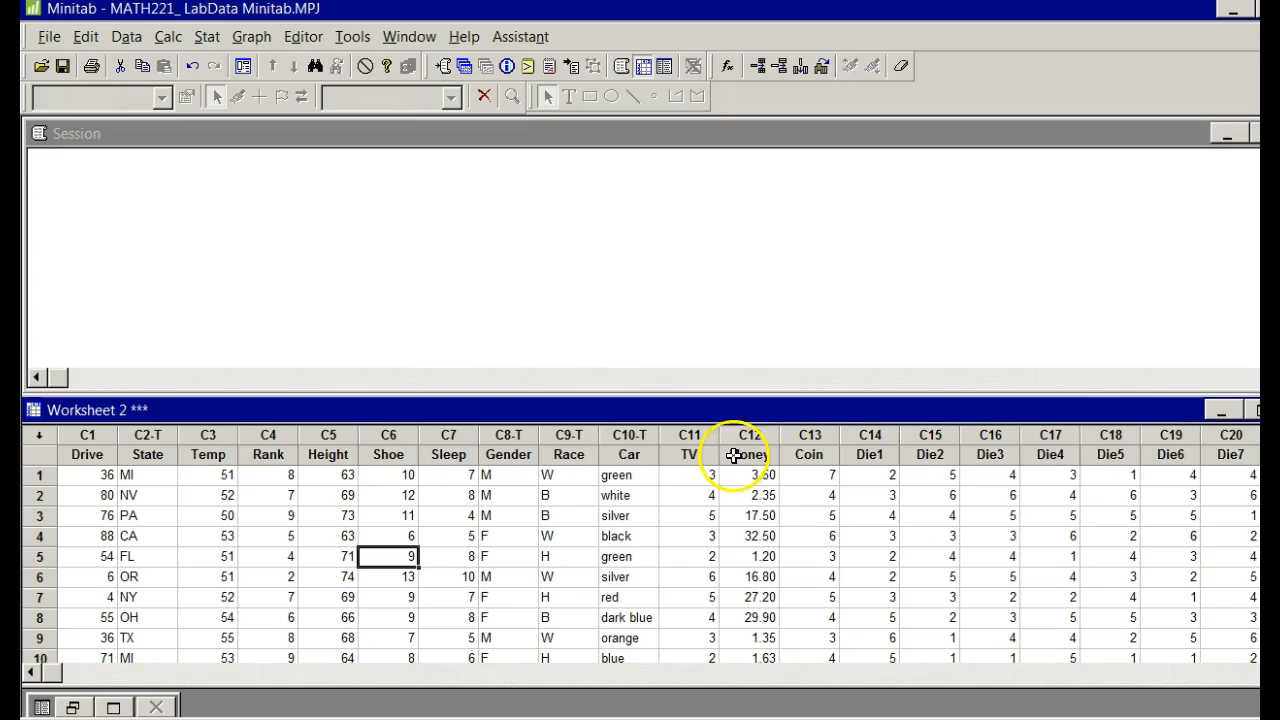 Minitab - MATH221_ LabData Minitab.MPJ
File Edit Data Calc Stat Graph Editor Tools Window Help Assistant
Session
Worksheet 2 ***
C1 C2-T C3 C4 C5 C6 C7 C8-T C9-T C10-T C11 C12 C13 C14 C15 C16 C17 C18 C19 C20
Drive State Temp Rank Height Shoe Sleep Gender Race Car TV Money Coin Die1 Die2 Die3 Die4 Die5 Die6 Die7
1 36 MI 51 8 63 10 7 M W green 3 3.50 7 2 5 4 3 1 4 4
2 80 NV 52 7 69 12 8 M B white 4 2.35 4 3 6 6 4 6 3 6
3 76 PA 50 9 73 11 4 M B silver 5 17.50 5 4 4 5 5 5 5 1
4 88 CA 53 5 63 6 5 F W black 3 32.50 6 3 3 3 6 2 6 2
5 54 FL 51 4 71 9 8 F H green 2 1.20 3 2 4 4 1 4 3 4
6 6 OR 51 2 74 13 10 M W silver 6 16.80 4 2 5 5 4 3 2 5
7 4 NY 52 7 69 9 7 F H red 5 27.20 5 3 3 2 2 4 1 4
8 55 OH 54 6 66 9 8 F B dark blue 4 29.90 4 5 2 3 5 5 3 3
9 36 TX 55 8 68 7 5 M W orange 3 1.35 3 6 1 4 4 2 5 6
10 71 MI 53 9 64 8 6 F H blue 2 1.63 4 5 1 1 5 1 1 2